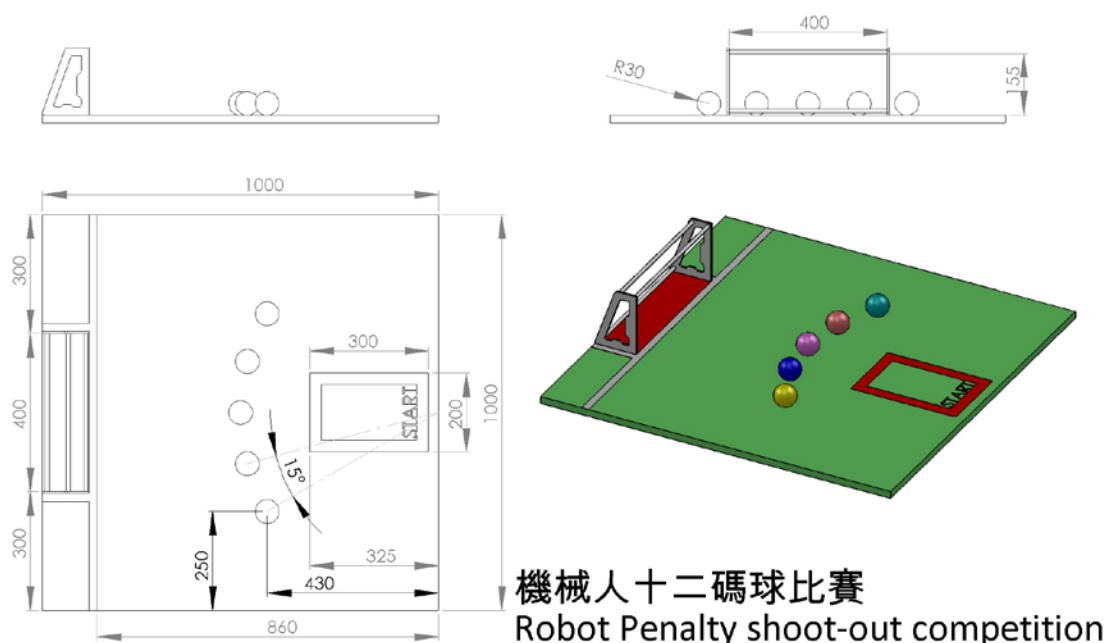 400
R30
155
1000
300
300
400
START
200
1000
15°
300
250
325
430
860
START
機械人十二碼球比賽
Robot Penalty shoot-out competition